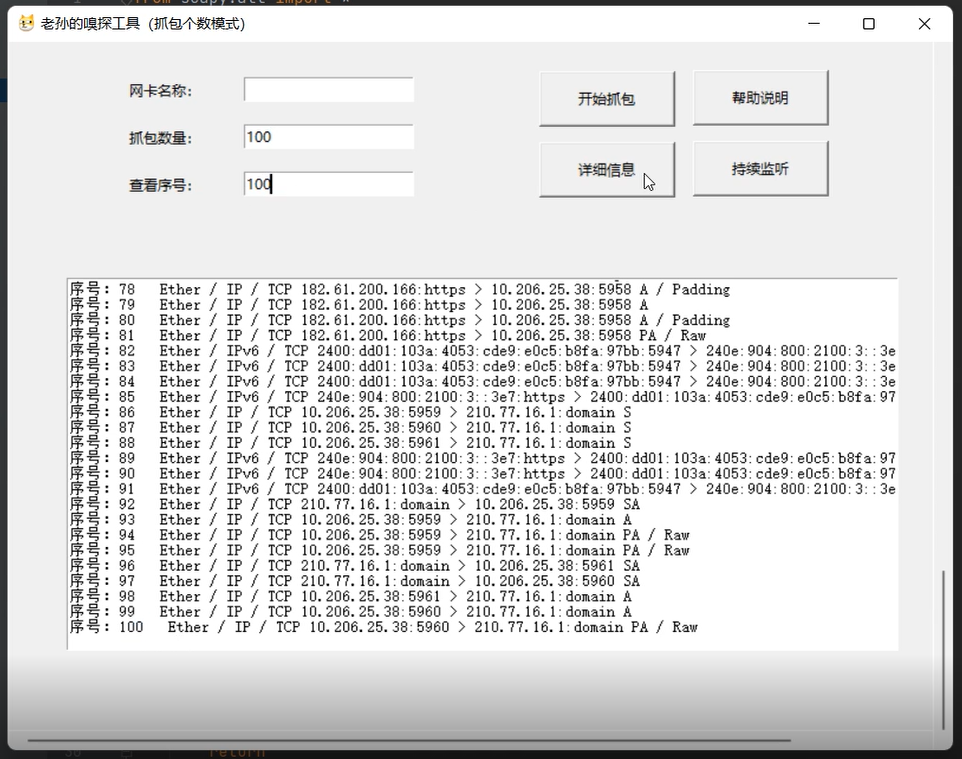 from scapy.all import *
老孙的嗅探工具（抓包个数模式）
网卡名称:
开始抓包
帮助说明
抓包数量:
100
详细信息
持续监听
查看序号:
100
序号: 78 Ether / IP / TCP 182.61.200.166:https > 10.206.25.38:5958 A / Padding
序号: 79 Ether / IP / TCP 182.61.200.166:https > 10.206.25.38:5958 A
序号: 80 Ether / IP / TCP 182.61.200.166:https > 10.206.25.38:5958 A / Padding
序号: 81 Ether / IP / TCP 182.61.200.166:https > 10.206.25.38:5958 PA / Raw
序号: 82 Ether / IPv6 / TCP 2400:dd01:103a:4053:cde9:e0c5:b8fa:97bb:5947 > 240e:904:800:2100:3::3e
序号: 83 Ether / IPv6 / TCP 2400:dd01:103a:4053:cde9:e0c5:b8fa:97bb:5947 > 240e:904:800:2100:3::3e
序号: 84 Ether / IPv6 / TCP 2400:dd01:103a:4053:cde9:e0c5:b8fa:97bb:5947 > 240e:904:800:2100:3::3e
序号: 85 Ether / IPv6 / TCP 240e:904:800:2100:3::3e7:https > 2400:dd01:103a:4053:cde9:e0c5:b8fa:97
序号: 86 Ether / IP / TCP 10.206.25.38:5959 > 210.77.16.1:domain S
序号: 87 Ether / IP / TCP 10.206.25.38:5960 > 210.77.16.1:domain S
序号: 88 Ether / IP / TCP 10.206.25.38:5961 > 210.77.16.1:domain S
序号: 89 Ether / IPv6 / TCP 240e:904:800:2100:3::3e7:https > 2400:dd01:103a:4053:cde9:e0c5:b8fa:97
序号: 90 Ether / IPv6 / TCP 240e:904:800:2100:3::3e7:https > 2400:dd01:103a:4053:cde9:e0c5:b8fa:97
序号: 91 Ether / IPv6 / TCP 2400:dd01:103a:4053:cde9:e0c5:b8fa:97bb:5947 > 240e:904:800:2100:3::3e
序号: 92 Ether / IP / TCP 210.77.16.1:domain > 10.206.25.38:5959 SA
序号: 93 Ether / IP / TCP 10.206.25.38:5959 > 210.77.16.1:domain A
序号: 94 Ether / IP / TCP 10.206.25.38:5959 > 210.77.16.1:domain PA / Raw
序号: 95 Ether / IP / TCP 10.206.25.38:5959 > 210.77.16.1:domain PA / Raw
序号: 96 Ether / IP / TCP 210.77.16.1:domain > 10.206.25.38:5961 SA
序号: 97 Ether / IP / TCP 210.77.16.1:domain > 10.206.25.38:5960 SA
序号: 98 Ether / IP / TCP 10.206.25.38:5961 > 210.77.16.1:domain A
序号: 99 Ether / IP / TCP 10.206.25.38:5960 > 210.77.16.1:domain A
序号: 100 Ether / IP / TCP 10.206.25.38:5960 > 210.77.16.1:domain PA / Raw
return